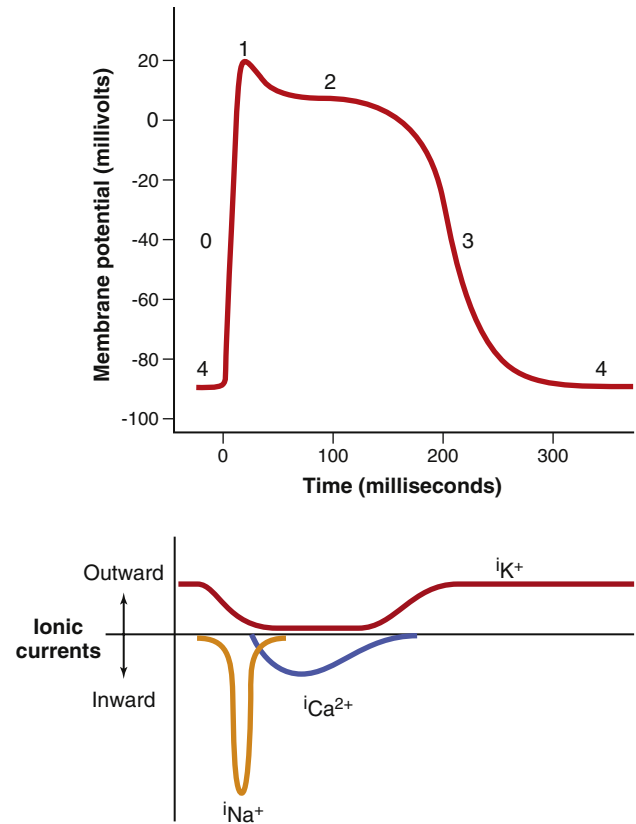 Membrane potential (millivolts)
20
0
-20
-40
-60
-80
-100
1
2
0
3
4
4
0
100
200
300
Time (milliseconds)
Outward
Ionic
currents
Inward
iK+
iCa2+
iNa+